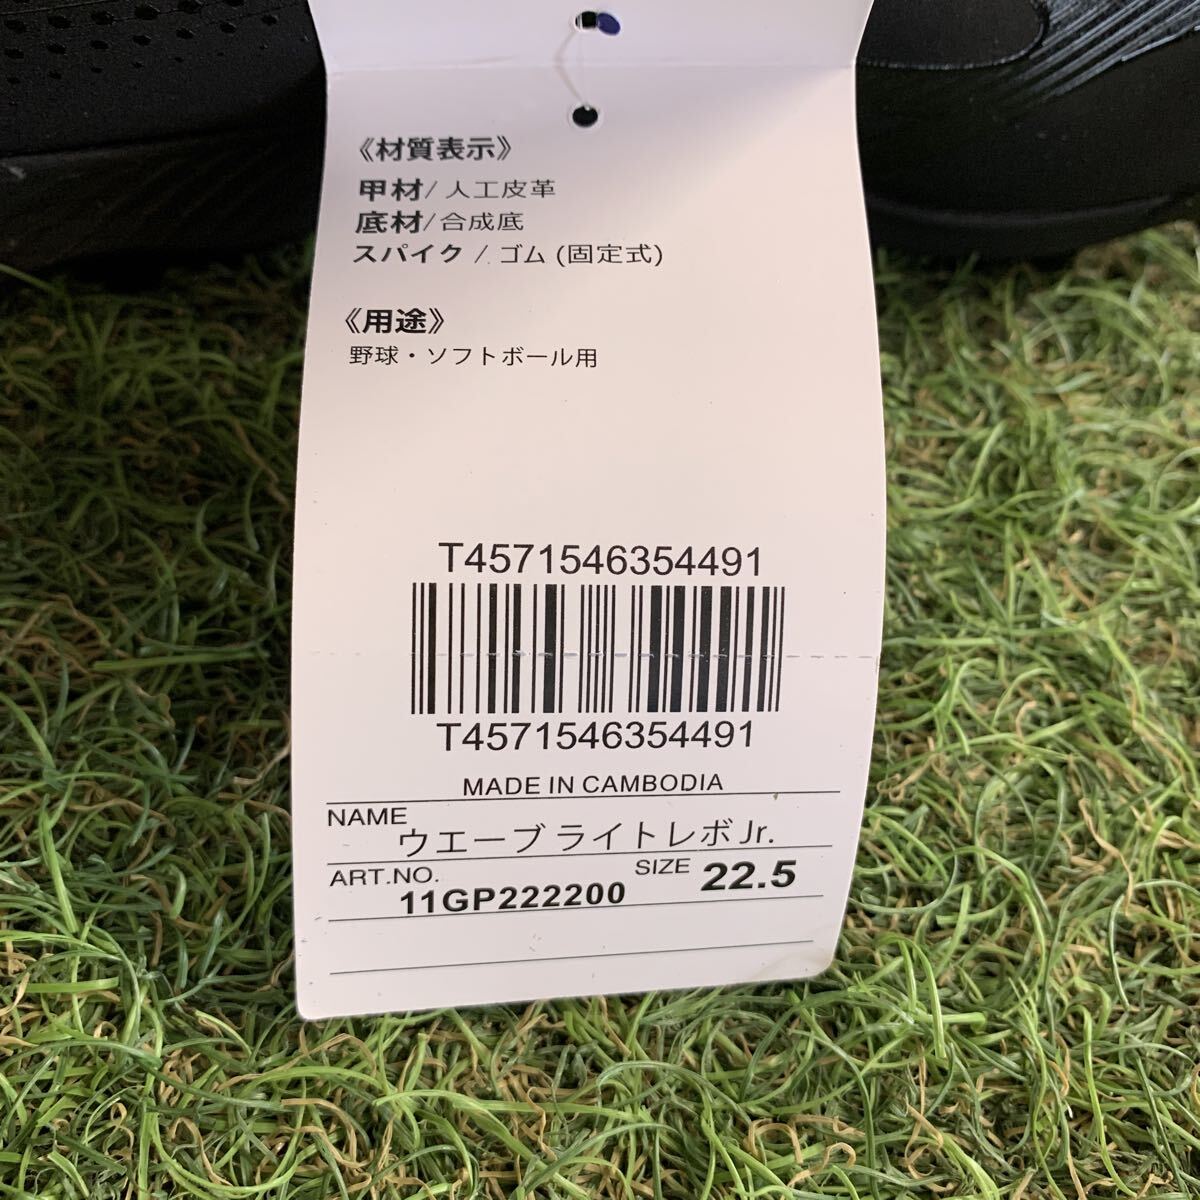 《材質表示》
甲材/人工皮革
底材/合成底
スパイク / ゴム (固定式)
《用途》
野球・ソフトボール用
T4571546354491
T4571546354491
MADE IN CAMBODIA
NAME
ウエーブ ライトレボ Jr.
ART.NO. SIZE 22.5
11GP222200